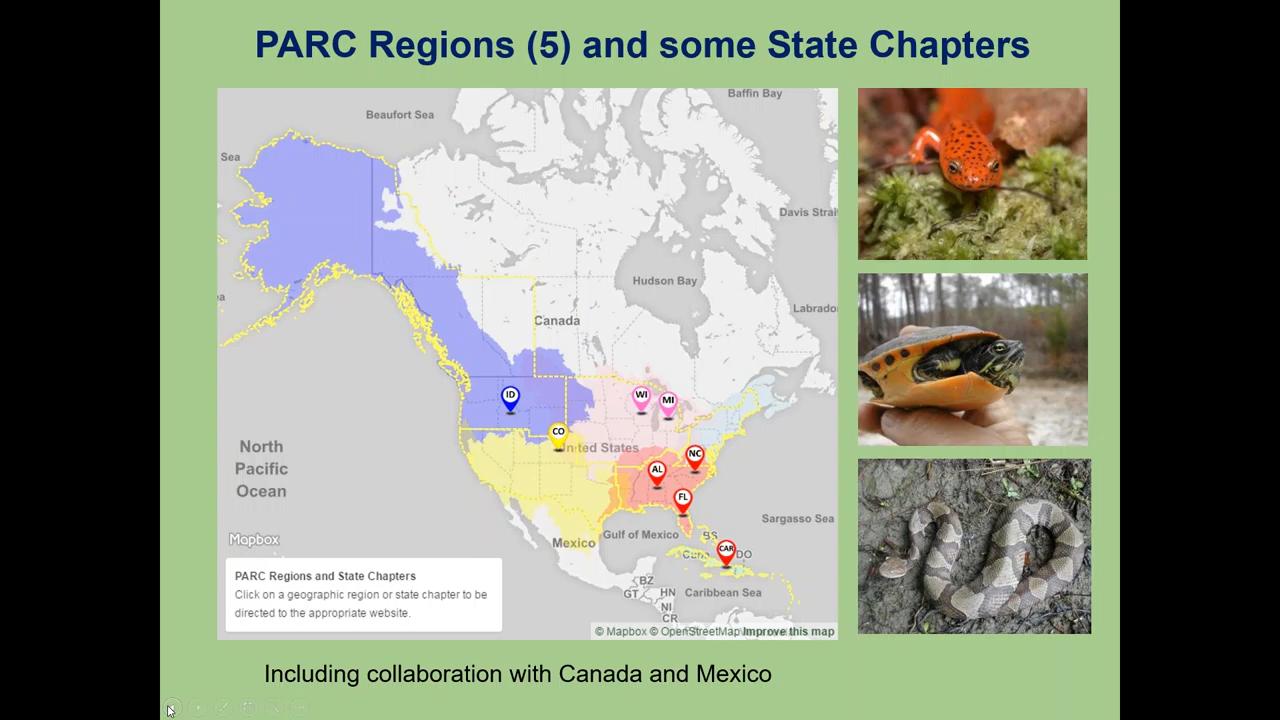 PARC Regions (5) and some State Chapters
Baffin Bay
Beaufort Sea
Sea
Davis Strai
Hudson Bay
Labrador
Canada
ID
WI
MI
CO
United States
NC
AL
FL
North
Pacific
Ocean
Sargasso Sea
Gulf of Mexico
BS
Mexico
CAR
Cuba
DO
Mapbox
BZ
GT
HN
Caribbean Sea
NI
CR
PARC Regions and State Chapters
Click on a geographic region or state chapter to be
directed to the appropriate website.
© Mapbox © OpenStreetMap Improve this map
Including collaboration with Canada and Mexico